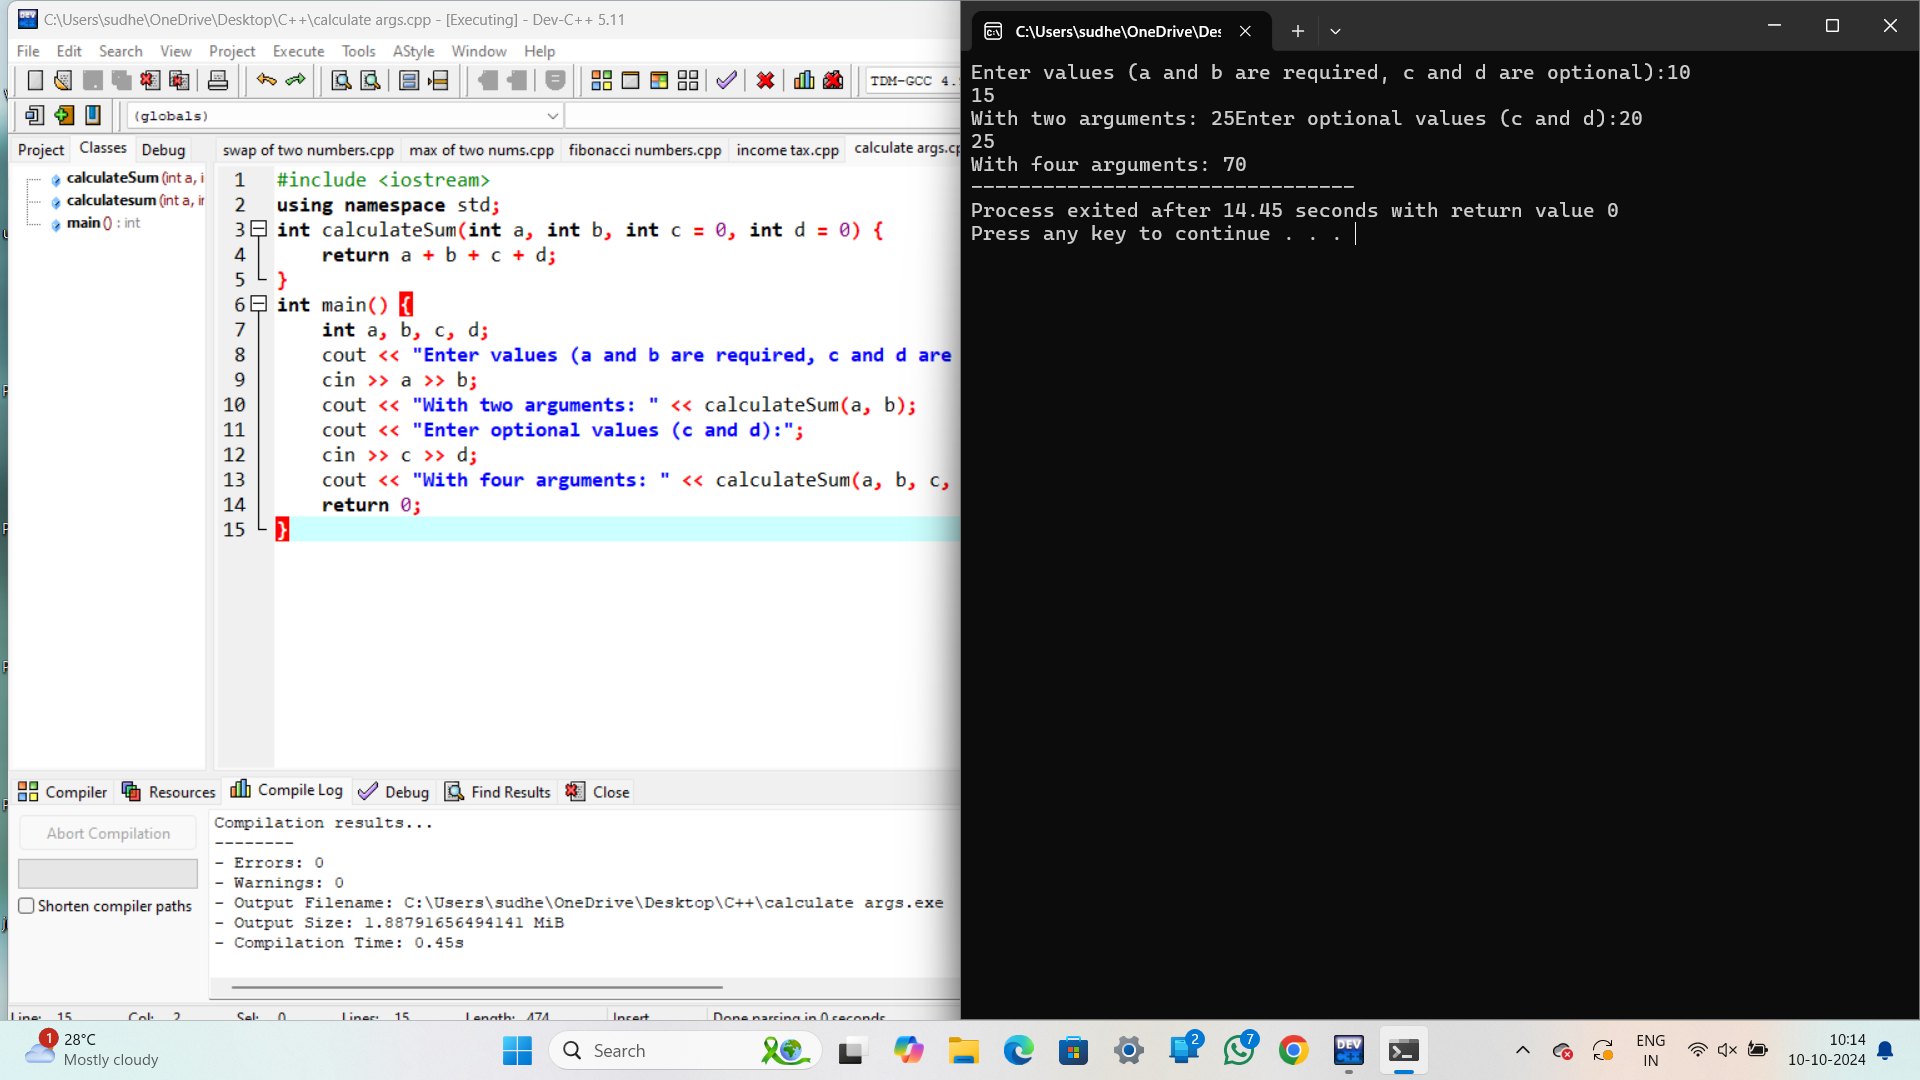 C:\Users\sudhe\OneDrive\Desktop\C++\calculate args.cpp - [Executing] - Dev-C++ 5.11
File Edit Search View Project Execute Tools AStyle Window Help
TDM-GCC 4.
(globals)
Project Classes Debug
swap of two numbers.cpp max of two nums.cpp fibonacci numbers.cpp income tax.cpp calculate args.cp
calculateSum (int a, i
calculatesum (int a, ir
main () : int
1 #include <iostream>
2 using namespace std;
3 int calculateSum(int a, int b, int c = 0, int d = 0) {
4 return a + b + c + d;
5 }
6 int main() {
7 int a, b, c, d;
8 cout << "Enter values (a and b are required, c and d are
9 cin >> a >> b;
10 cout << "With two arguments: " << calculateSum(a, b);
11 cout << "Enter optional values (c and d):";
12 cin >> c >> d;
13 cout << "With four arguments: " << calculateSum(a, b, c,
14 return 0;
15 }
Compiler Resources Compile Log Debug Find Results Close
Abort Compilation
Shorten compiler paths
Compilation results...
--------
- Errors: 0
- Warnings: 0
- Output Filename: C:\Users\sudhe\OneDrive\Desktop\C++\calculate args.exe
- Output Size: 1.88791656494141 MiB
- Compilation Time: 0.45s
Line: 15 Col: 2 Sel: 0 Lines: 15 Length: 474 Insert Done parsing in 0 seconds
C:\Users\sudhe\OneDrive\Des
Enter values (a and b are required, c and d are optional):10
15
With two arguments: 25Enter optional values (c and d):20
25
With four arguments: 70
--------------------------------
Process exited after 14.45 seconds with return value 0
Press any key to continue . . .
1
28°C
Mostly cloudy
Search
2
7
DEV
C++
ENG
IN
10:14
10-10-2024